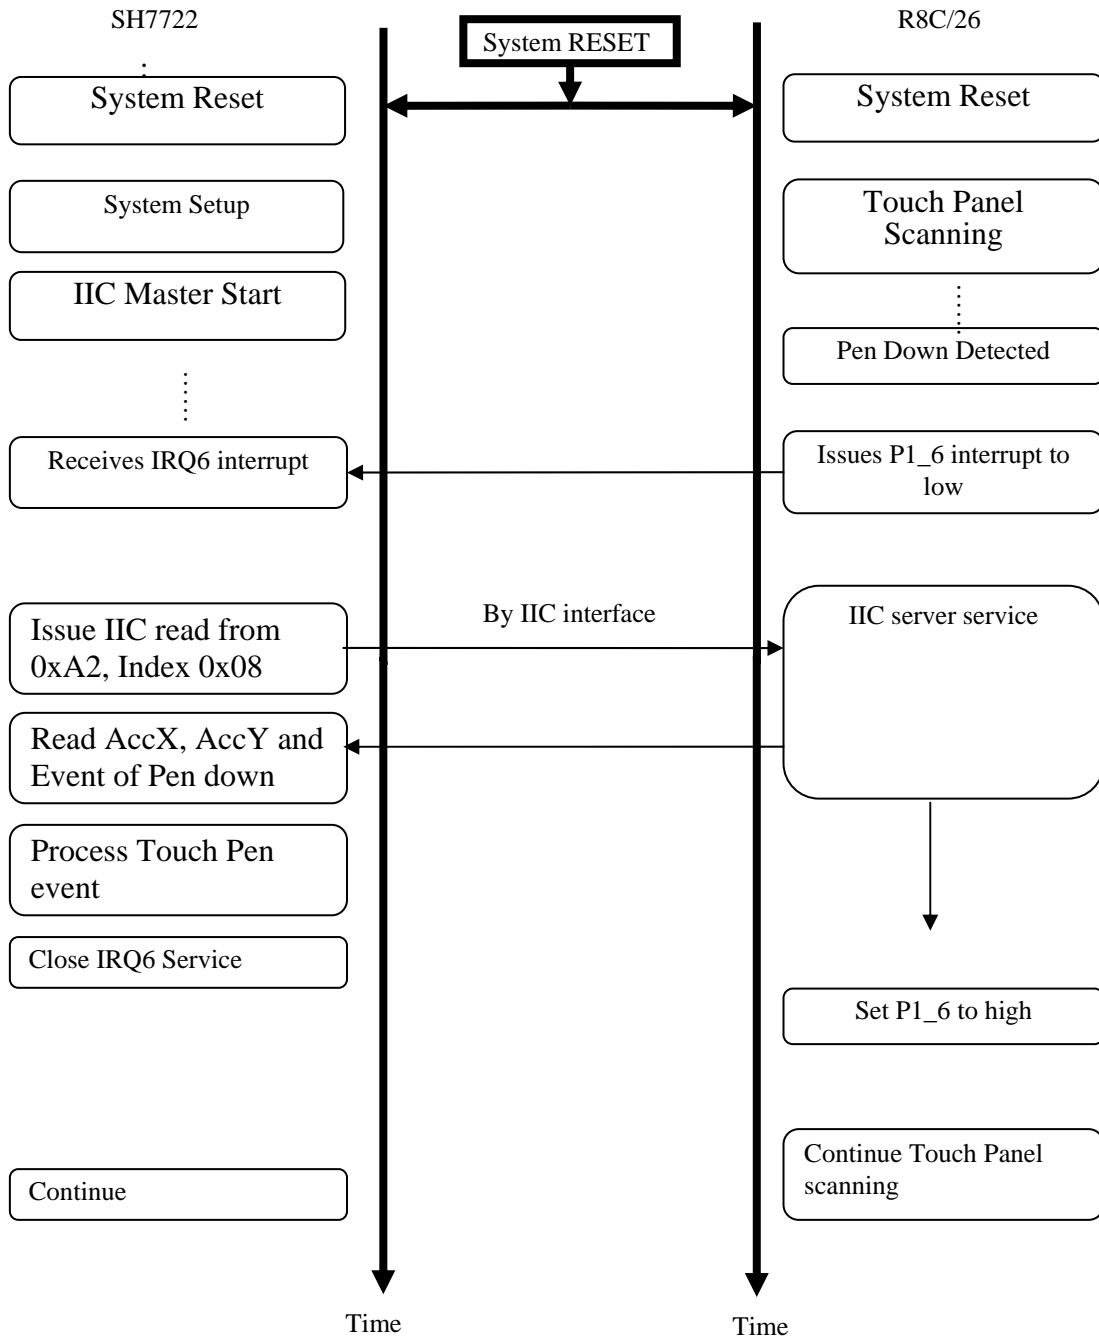 SH7722
System RESET
R8C/26
System Reset
System Reset
System Setup
Touch Panel
Scanning
IIC Master Start
Pen Down Detected
Receives IRQ6 interrupt
Issues P1_6 interrupt to
low
Issue IIC read from
0xA2, Index 0x08
By IIC interface
IIC server service
Read AccX, AccY and
Event of Pen down
Process Touch Pen
event
Close IRQ6 Service
Set P1_6 to high
Continue Touch Panel
scanning
Continue
Time
Time